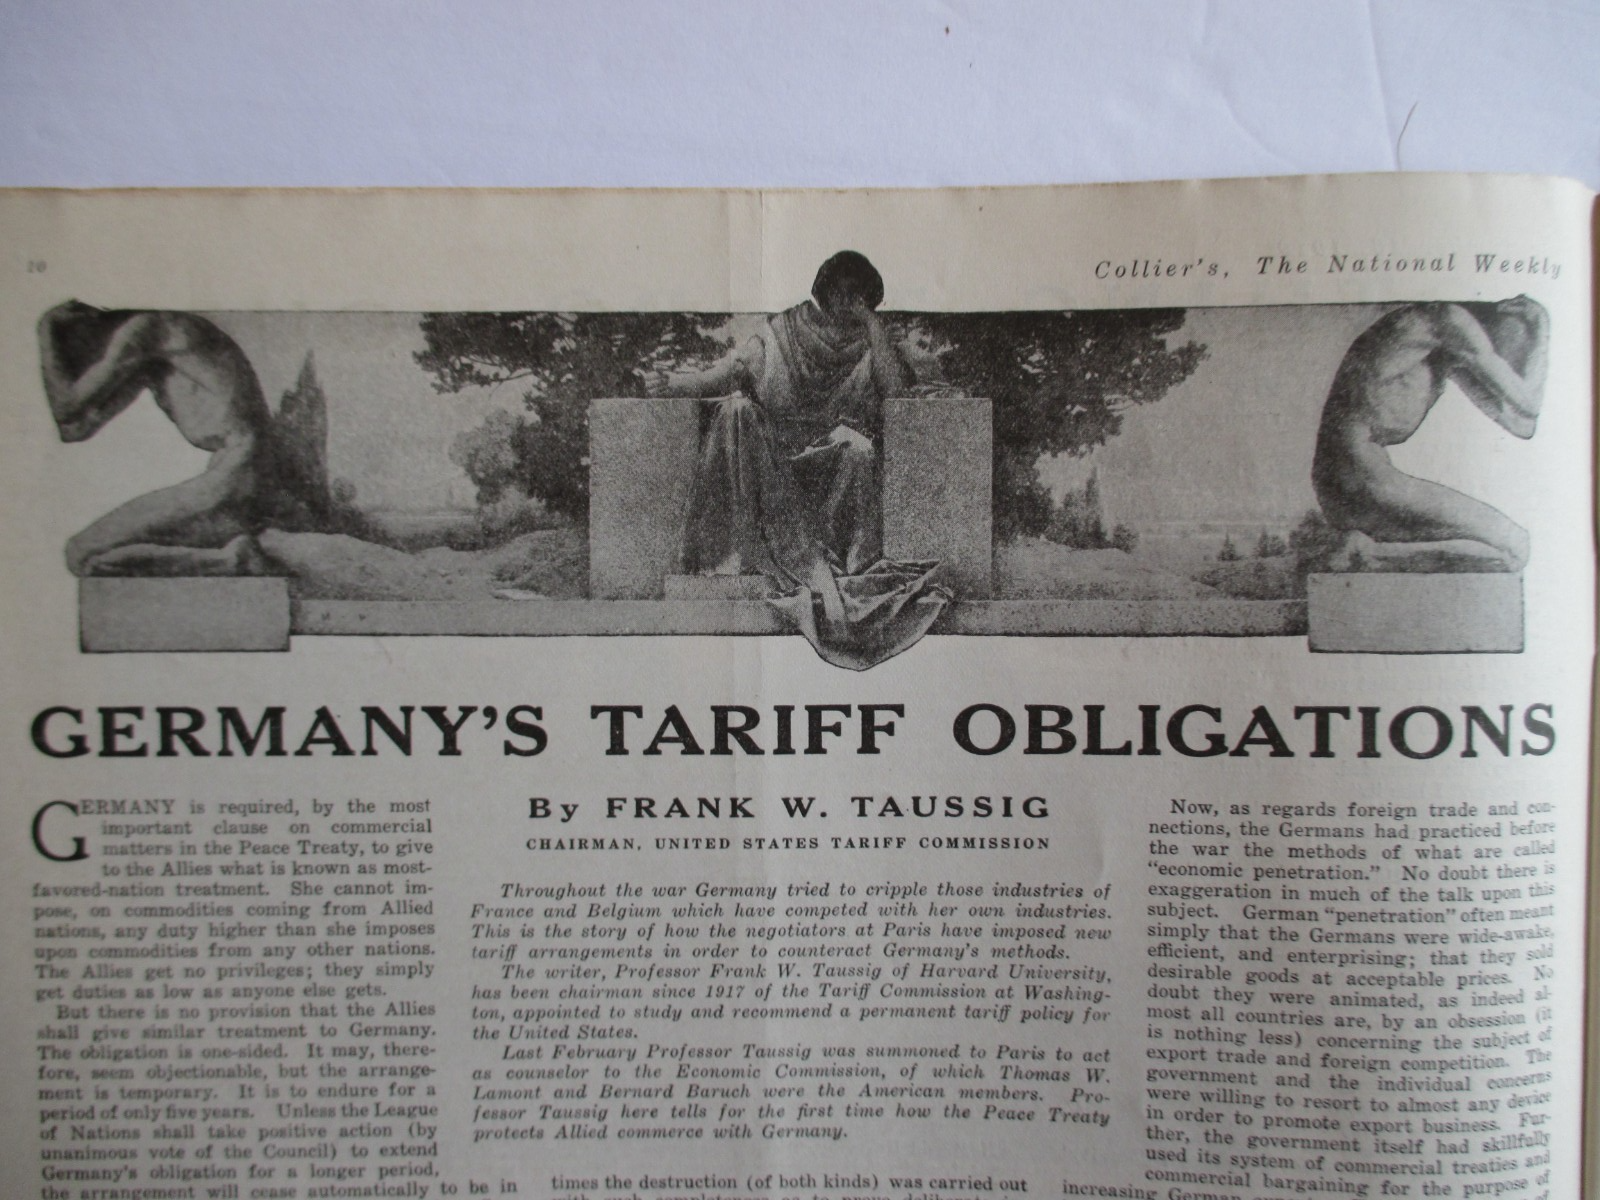 Collier's, The National Weekly
GERMANY'S TARIFF OBLIGATIONS
GERMANY is required, by the most
important clause on commercial
matters in the Peace Treaty, to give
to the Allies what is known as most-
favored-nation treatment. She cannot im-
pose, on commodities coming from Allied
nations, any duty higher than she imposes
upon commodities from any other nations.
The Allies get no privileges; they simply
get duties as low as anyone else gets.
But there is no provision that the Allies
shall give similar treatment to Germany.
The obligation is one-sided. It may, there-
fore, seem objectionable, but the arrange-
ment is temporary. It is to endure for a
period of only five years. Unless the League
of Nations shall take positive action (by
unanimous vote of the Council) to extend
Germany's obligation for a longer period,
the arrangement will cease automatically to be in
By FRANK W. TAUSSIG
CHAIRMAN, UNITED STATES TARIFF COMMISSION
Throughout the war Germany tried to cripple those industries of
France and Belgium which have competed with her own industries.
This is the story of how the negotiators at Paris have imposed new
tariff arrangements in order to counteract Germany's methods.
The writer, Professor Frank W. Taussig of Harvard University,
has been chairman since 1917 of the Tariff Commission at Washing-
ton, appointed to study and recommend a permanent tariff policy for
the United States.
Last February Professor Taussig was summoned to Paris to act
as counselor to the Economic Commission, of which Thomas W.
Lamont and Bernard Baruch were the American members. Pro-
fessor Taussig here tells for the first time how the Peace Treaty
protects Allied commerce with Germany.
times the destruction (of both kinds) was carried out
Now, as regards foreign trade and con-
nections, the Germans had practiced before
the war the methods of what are called
"economic penetration." No doubt there is
exaggeration in much of the talk upon this
subject. German "penetration" often meant
simply that the Germans were wide-awake,
efficient, and enterprising; that they sold
desirable goods at acceptable prices. No
doubt they were animated, as indeed al-
most all countries are, by an obsession (it
is nothing less) concerning the subject of
export trade and foreign competition. The
government and the individual concerns
were willing to resort to almost any device
in order to promote export business. Fur-
ther, the government itself had skillfully
used its system of commercial treaties and
commercial bargaining for the purpose of
increasing German